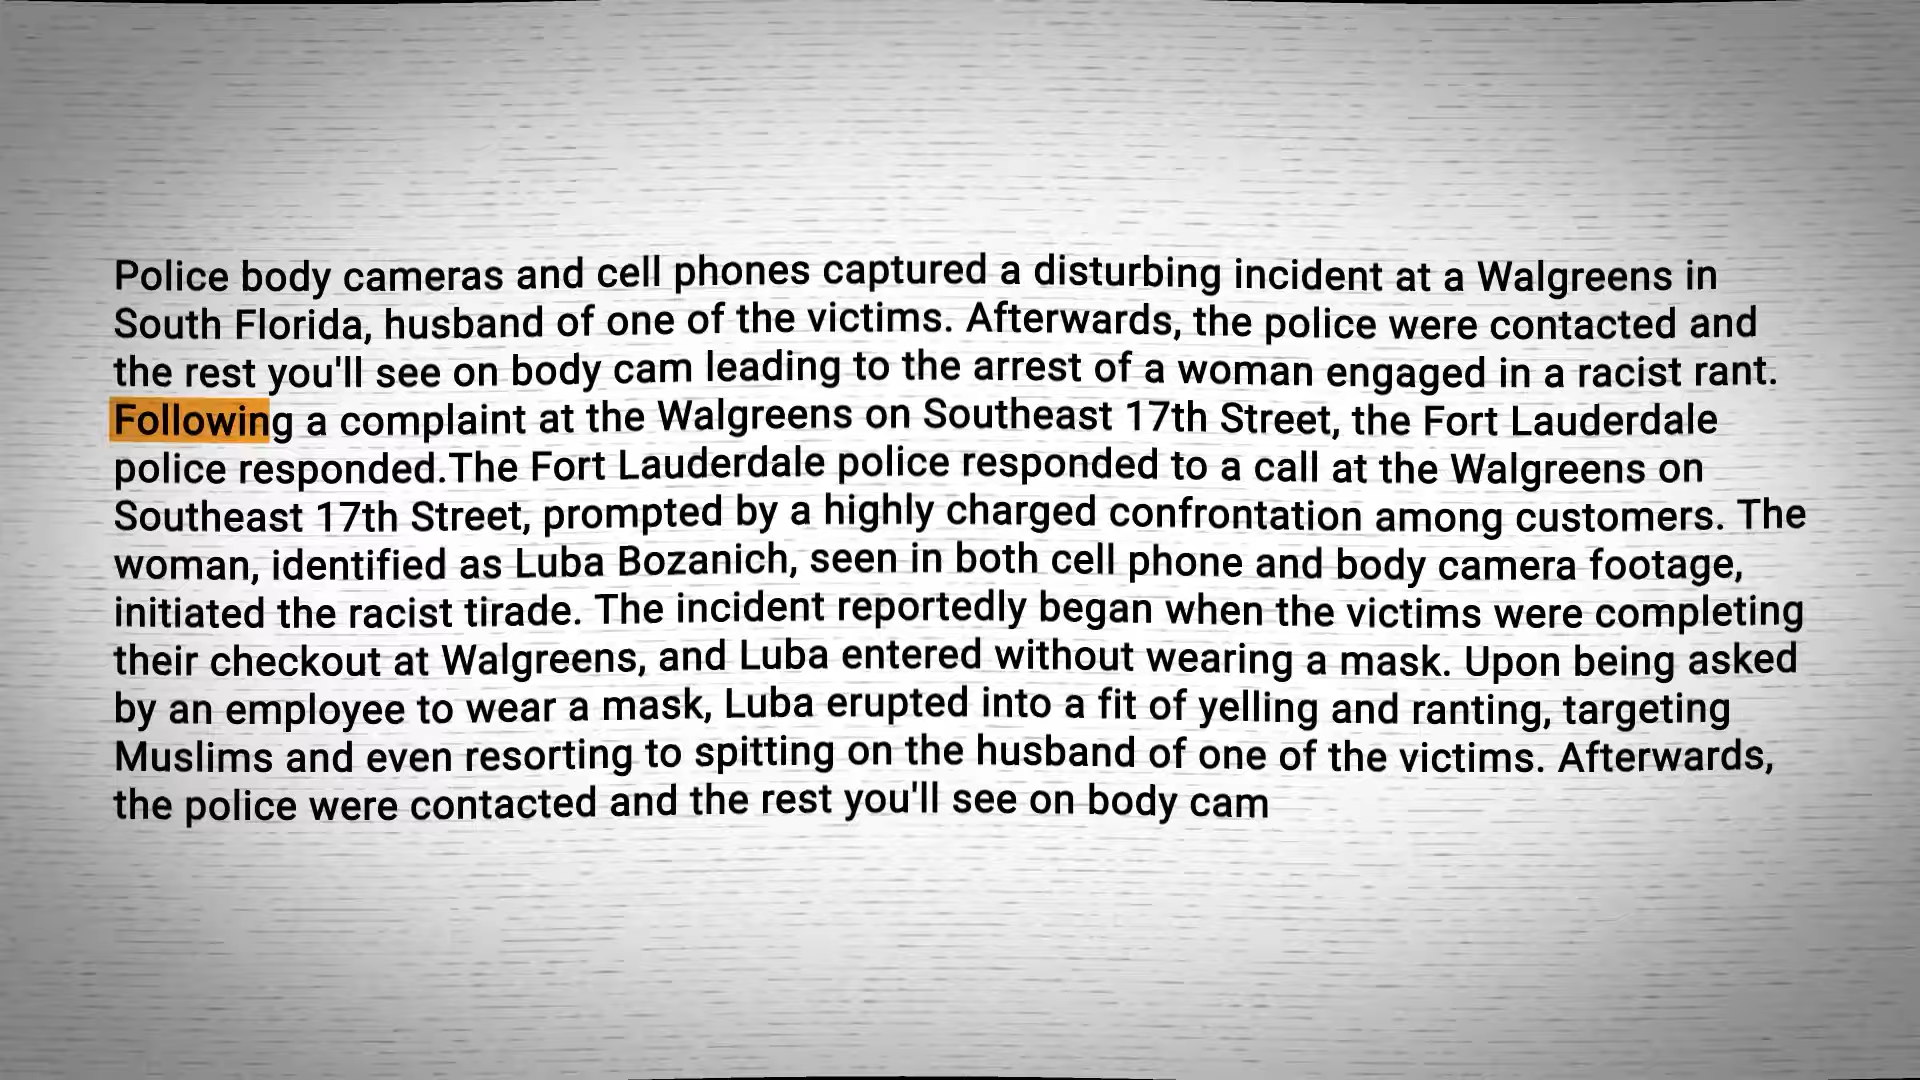 Police body cameras and cell phones captured a disturbing incident at a Walgreens in
South Florida, husband of one of the victims. Afterwards, the police were contacted and
the rest you'll see on body cam leading to the arrest of a woman engaged in a racist rant.
Following a complaint at the Walgreens on Southeast 17th Street, the Fort Lauderdale
police responded.The Fort Lauderdale police responded to a call at the Walgreens on
Southeast 17th Street, prompted by a highly charged confrontation among customers. The
woman, identified as Luba Bozanich, seen in both cell phone and body camera footage,
initiated the racist tirade. The incident reportedly began when the victims were completing
their checkout at Walgreens, and Luba entered without wearing a mask. Upon being asked
by an employee to wear a mask, Luba erupted into a fit of yelling and ranting, targeting
Muslims and even resorting to spitting on the husband of one of the victims. Afterwards,
the police were contacted and the rest you'll see on body cam